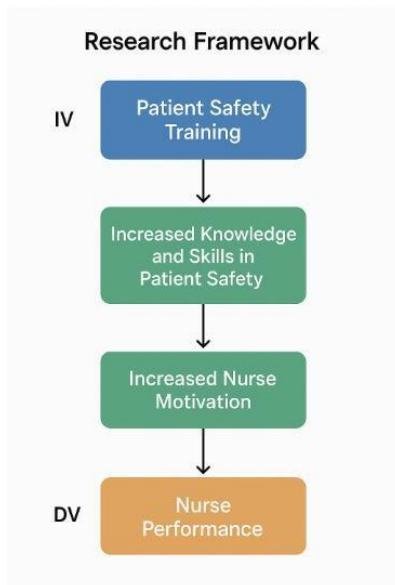 Research Framework
IV
Patient Safety
Training
Increased Knowledge
and Skills in
Patient Safety
Increased Nurse
Motivation
DV
Nurse
Performance